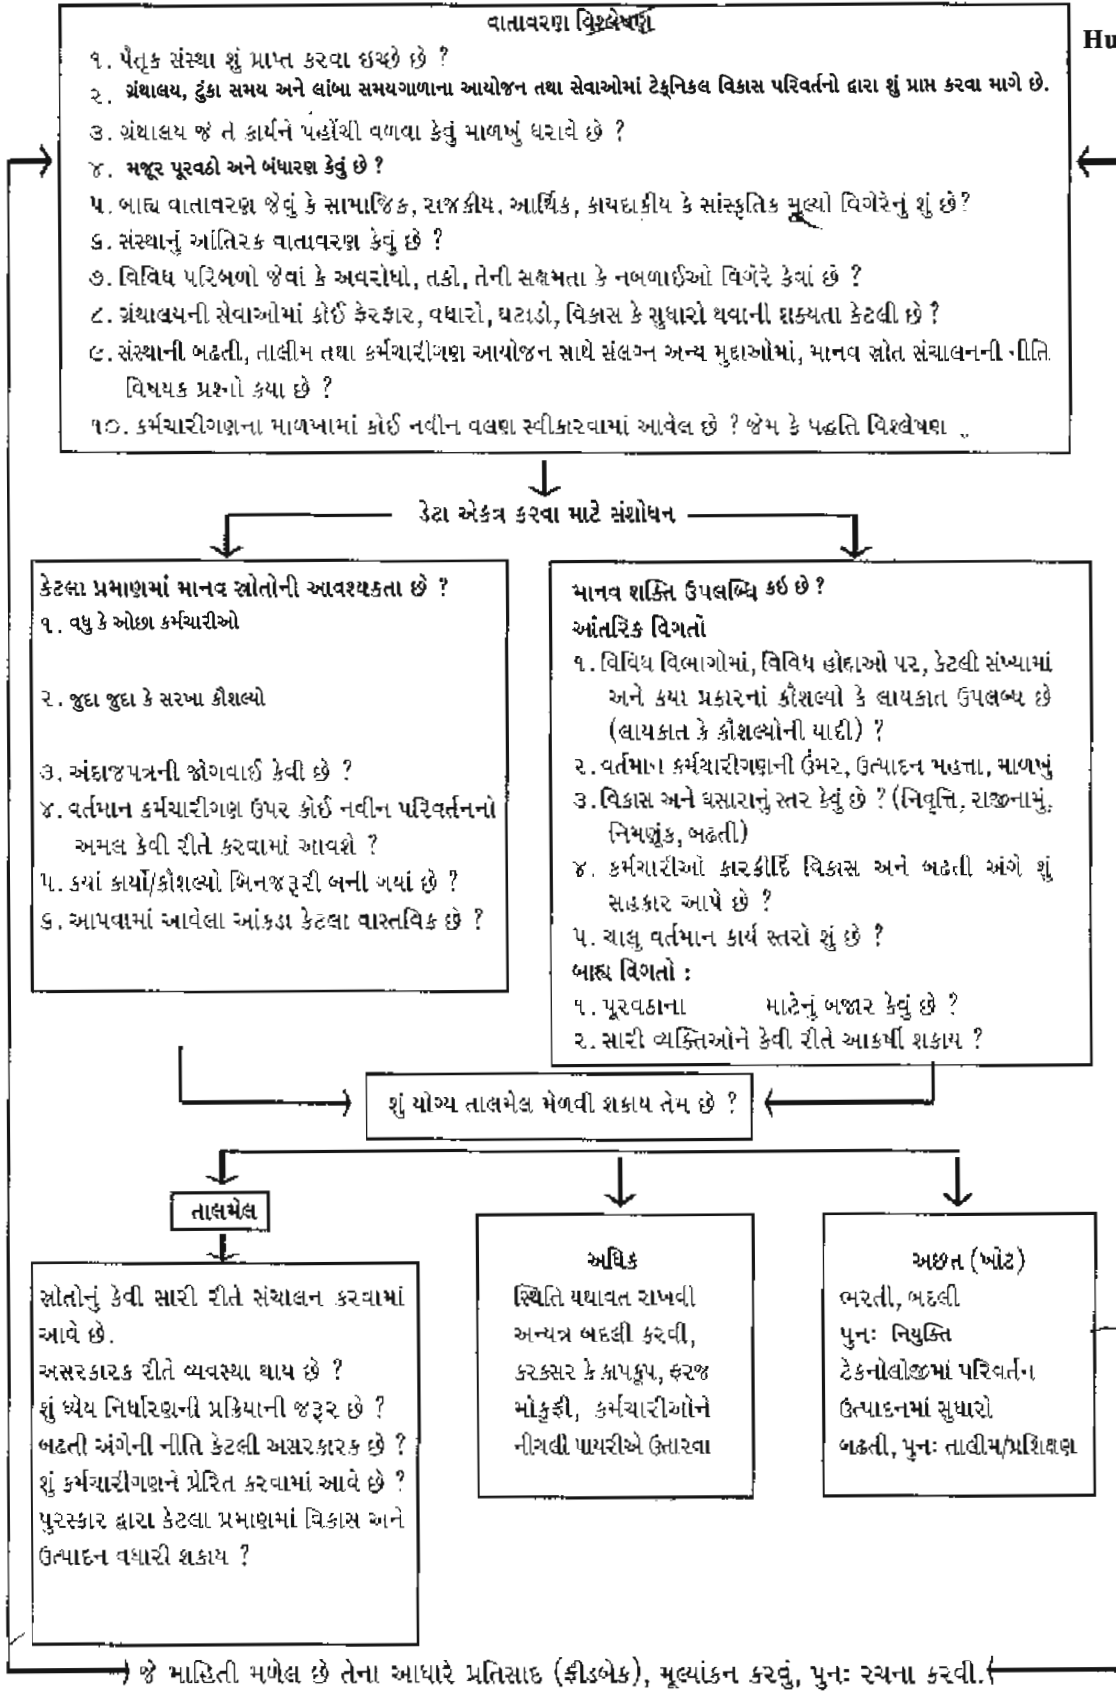 વાતાવરણ વિશ્લેષણ
Hu
૧. પૈતૃક સંસ્થા શું પ્રાપ્ત કરવા ઇચ્છે છે ?
૨. ગ્રંથાલય, ટુંકા સમય અને લાંબા સમયગાળાના આયોજન તથા સેવાઓમાં ટેક્નિકલ વિકાસ પરિવર્તનો દ્વારા શું પ્રાપ્ત કરવા માગે છે.
૩. ગ્રંથાલય જે તે કાર્યને પહોંચી વળવા કેવું માળખું ધરાવે છે ?
૪. મજૂર પૂરવઠો અને બંધારણ કેવું છે ?
૫. બાહ્ય વાતાવરણ જેવું કે સામાજિક, રાજકીય, આર્થિક, કાયદાકીય કે સાંસ્કૃતિક મૂલ્યો વિગેરેનું શું છે?
૬. સંસ્થાનું આંતિરક વાતાવરણ કેવું છે ?
૭. વિવિધ પરિબળો જેવાં કે અવરોધો, તકો, તેની સક્ષમતા કે નબળાઈઓ વિગેરે કેવાં છે ?
૮. ગ્રંથાલયની સેવાઓમાં કોઈ ફેરફાર, વધારો, ઘટાડો, વિકાસ કે સુધારો થવાની શક્યતા કેટલી છે ?
૯. સંસ્થાની બઢતી, તાલીમ તથા કર્મચારીગણ આયોજન સાથે સંલગ્ન અન્ય મુદ્દાઓમાં, માનવ સ્રોત સંચાલનની નીતિ
વિષયક પ્રશ્નો કયા છે ?
૧૦. કર્મચારીગણના માળખામાં કોઈ નવીન વલણ સ્વીકારવામાં આવેલ છે ? જેમ કે પદ્ધતિ વિશ્લેષણ
ડેટા એકત્ર કરવા માટે સંશોધન
કેટલા પ્રમાણમાં માનવ સ્રોતોની આવશ્યકતા છે ?
૧. વધુ કે ઓછા કર્મચારીઓ
૨. જુદા જુદા કે સરખા કૌશલ્યો
૩. અંદાજપત્રની જોગવાઈ કેવી છે ?
૪. વર્તમાન કર્મચારીગણ ઉપર કોઈ નવીન પરિવર્તનનો
અમલ કેવી રીતે કરવામાં આવશે ?
૫. કયાં કાર્યો/કૌશલ્યો બિનજરૂરી બની ગયાં છે ?
૬. આપવામાં આવેલા આંકડા કેટલા વાસ્તવિક છે ?
માનવ શક્તિ ઉપલબ્ધિ કઇ છે ?
આંતરિક વિગતો
૧. વિવિધ વિભાગોમાં, વિવિધ હોદ્દાઓ પર, કેટલી સંખ્યામાં
અને કયા પ્રકારનાં કૌશલ્યો કે લાયકાત ઉપલબ્ધ છે
(લાયકાત કે કૌશલ્યોની યાદી) ?
૨. વર્તમાન કર્મચારીગણની ઉંમર, ઉત્પાદન મહત્તા, માળખું
૩. વિકાસ અને ઘસારાનું સ્તર કેવું છે ? (નિવૃત્તિ, રાજીનામું,
નિમણૂંક, બઢતી)
૪. કર્મચારીઓ કારકીર્દિ વિકાસ અને બઢતી અંગે શું
સહકાર આપે છે ?
૫. ચાલુ વર્તમાન કાર્ય સ્તરો શું છે ?
બાહ્ય વિગતો :
૧. પૂરવઠાના માટેનું બજાર કેવું છે ?
૨. સારી વ્યક્તિઓને કેવી રીતે આકર્ષી શકાય ?
શું યોગ્ય તાલમેલ મેળવી શકાય તેમ છે ?
તાલમેલ
સ્રોતોનું કેવી સારી રીતે સંચાલન કરવામાં
આવે છે.
અસરકારક રીતે વ્યવસ્થા થાય છે ?
શું ધ્યેય નિર્ધારણની પ્રક્રિયાની જરૂર છે ?
બઢતી અંગેની નીતિ કેટલી અસરકારક છે ?
શું કર્મચારીગણને પ્રેરિત કરવામાં આવે છે ?
પુરસ્કાર દ્વારા કેટલા પ્રમાણમાં વિકાસ અને
ઉત્પાદન વધારી શકાય ?
અધિક
સ્થિતિ યથાવત રાખવી
અન્યત્ર બદલી કરવી,
કરકસર કે કાપકૂપ, ફરજ
મોકુફી, કર્મચારીઓને
નીચલી પાયરીએ ઉતારવા
અછત (ખોટ)
ભરતી, બદલી
પુનઃ નિયુક્તિ
ટેકનોલોજીમાં પરિવર્તન
ઉત્પાદનમાં સુધારો
બઢતી, પુનઃ તાલીમ/પ્રશિક્ષણ
જે માહિતી મળેલ છે તેના આધારે પ્રતિસાદ (ફીડબેક), મૂલ્યાંકન કરવું, પુનઃ રચના કરવી.